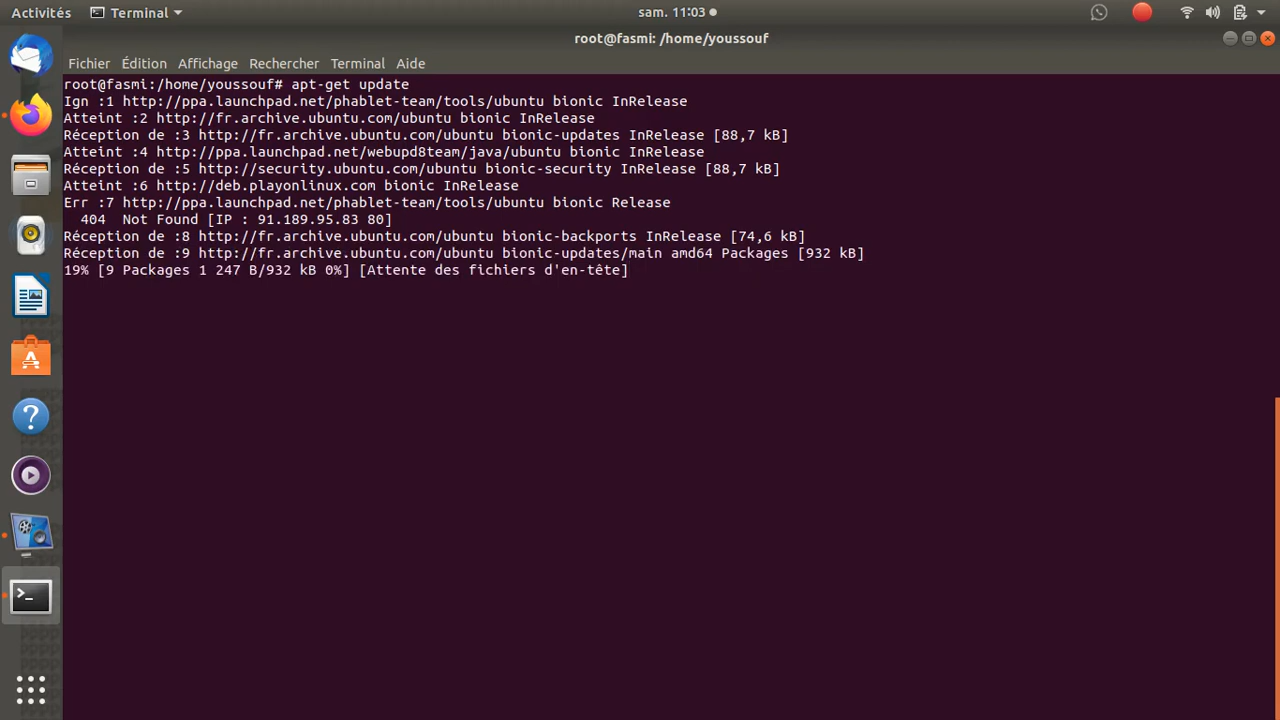 Activités
Terminal
sam. 11:03
root@fasmi: /home/youssouf
Fichier Édition Affichage Rechercher Terminal Aide
root@fasmi:/home/youssouf# apt-get update
Ign :1 http://ppa.launchpad.net/phablet-team/tools/ubuntu bionic InRelease
Atteint :2 http://fr.archive.ubuntu.com/ubuntu bionic InRelease
Réception de :3 http://fr.archive.ubuntu.com/ubuntu bionic-updates InRelease [88,7 kB]
Atteint :4 http://ppa.launchpad.net/webupd8team/java/ubuntu bionic InRelease
Réception de :5 http://security.ubuntu.com/ubuntu bionic-security InRelease [88,7 kB]
Atteint :6 http://deb.playonlinux.com bionic InRelease
Err :7 http://ppa.launchpad.net/phablet-team/tools/ubuntu bionic Release
404  Not Found [IP : 91.189.95.83 80]
Réception de :8 http://fr.archive.ubuntu.com/ubuntu bionic-backports InRelease [74,6 kB]
Réception de :9 http://fr.archive.ubuntu.com/ubuntu bionic-updates/main amd64 Packages [932 kB]
19% [9 Packages 1 247 B/932 kB 0%] [Attente des fichiers d'en-tête]